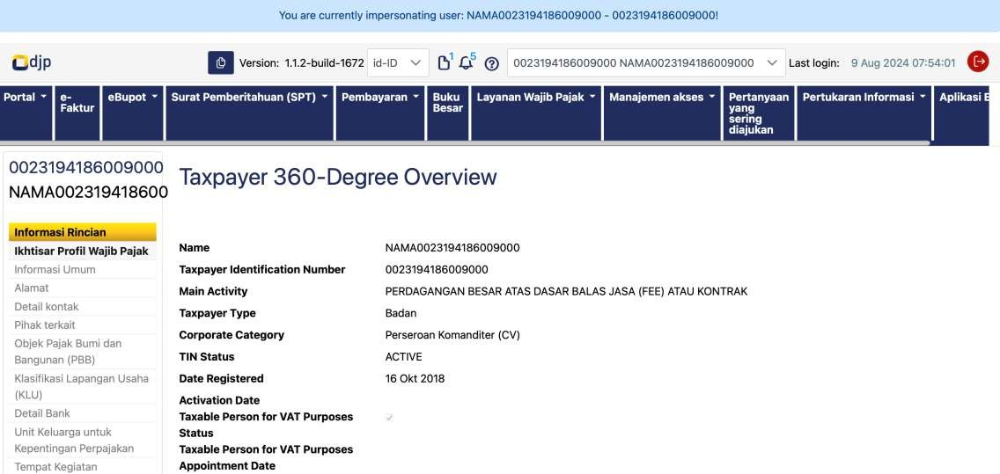 You are currently impersonating user: NAMA0023194186009000 - 0023194186009000!
djp
Version: 1.1.2-build-1672
id-ID
1
5
0023194186009000 NAMA0023194186009000
Last login: 9 Aug 2024 07:54:01
Portal
e-
Faktur
eBupot
Surat Pemberitahuan (SPT)
Pembayaran
Buku
Besar
Layanan Wajib Pajak
Manajemen akses
Pertanyaan
yang
sering
diajukan
Pertukaran Informasi
Aplikasi E
0023194186009000
NAMA002319418600
Informasi Rincian
Ikhtisar Profil Wajib Pajak
Informasi Umum
Alamat
Detail kontak
Pihak terkait
Objek Pajak Bumi dan
Bangunan (PBB)
Klasifikasi Lapangan Usaha
(KLU)
Detail Bank
Unit Keluarga untuk
Kepentingan Perpajakan
Tempat Kegiatan
Taxpayer 360-Degree Overview
Name NAMA0023194186009000
Taxpayer Identification Number 0023194186009000
Main Activity PERDAGANGAN BESAR ATAS DASAR BALAS JASA (FEE) ATAU KONTRAK
Taxpayer Type Badan
Corporate Category Perseroan Komanditer (CV)
TIN Status ACTIVE
Date Registered 16 Okt 2018
Activation Date
Taxable Person for VAT Purposes
Status
Taxable Person for VAT Purposes
Appointment Date